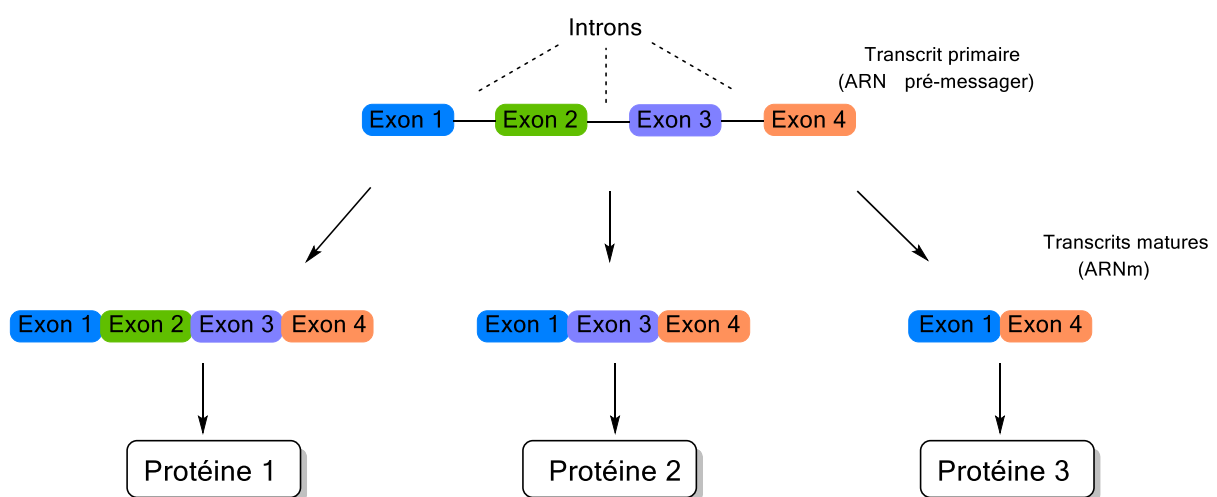 Introns
Transcrit primaire
(ARN pré-messager)
Exon 1 Exon 2 Exon 3 Exon 4
Transcrits matures
(ARNm)
Exon 1 Exon 2 Exon 3 Exon 4
Exon 1 Exon 3 Exon 4
Exon 1 Exon 4
Protéine 1
Protéine 2
Protéine 3